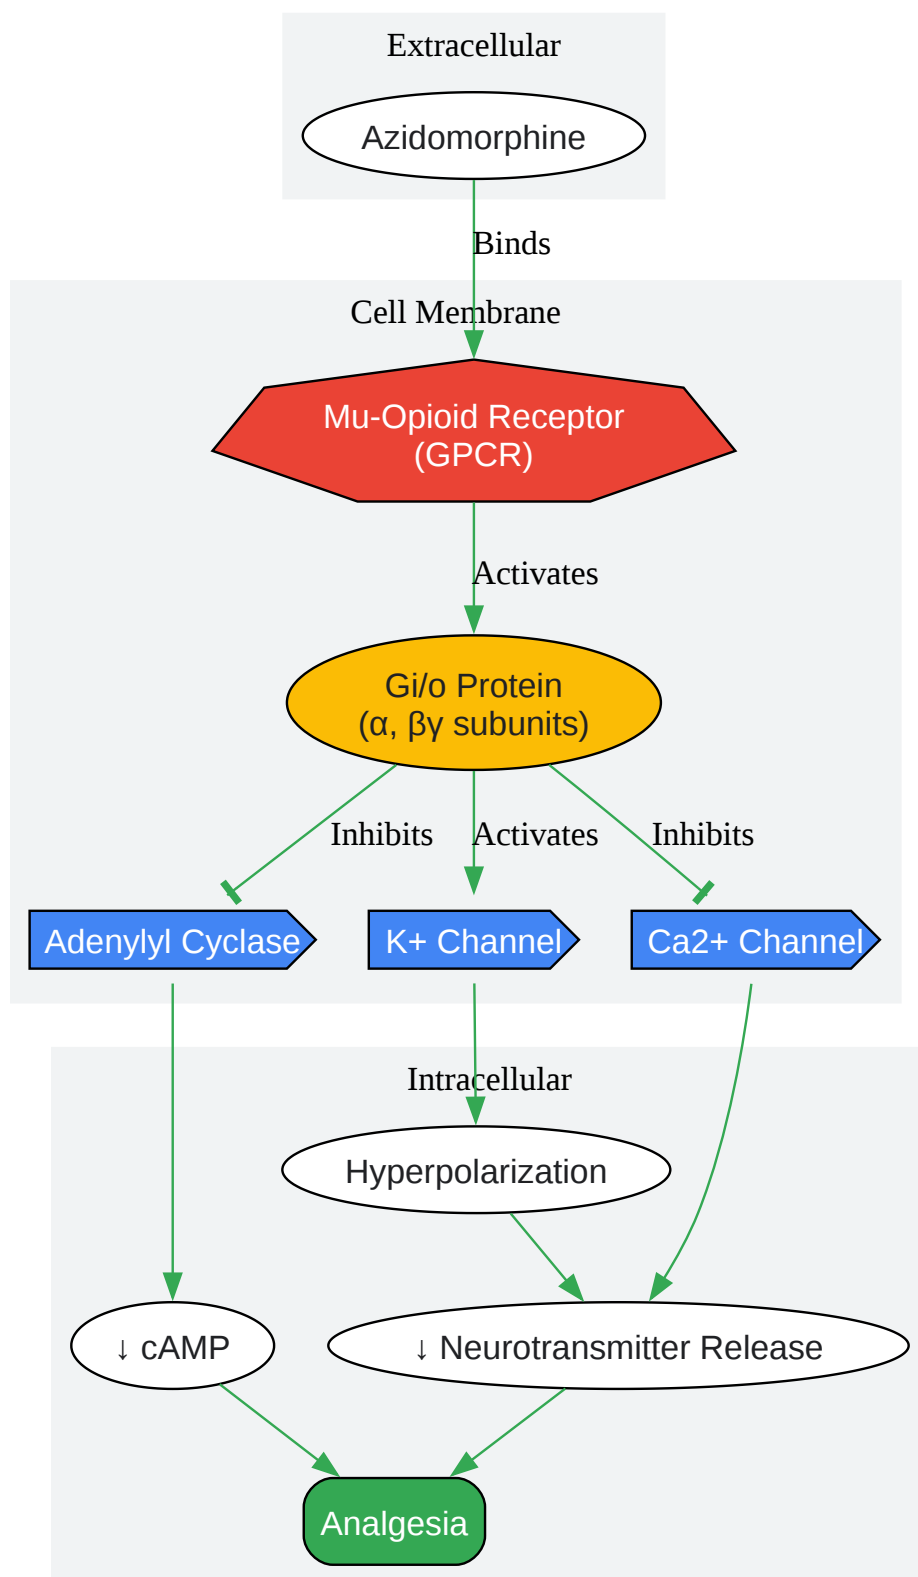 Extracellular
Azidomorphine
Binds
Cell Membrane
Mu-Opioid Receptor
(GPCR)
Activates
Gi/o Protein
(α, βγ subunits)
Inhibits
Activates
Inhibits
Adenylyl Cyclase
K+ Channel
Ca2+ Channel
Intracellular
Hyperpolarization
↓ cAMP
↓ Neurotransmitter Release
Analgesia